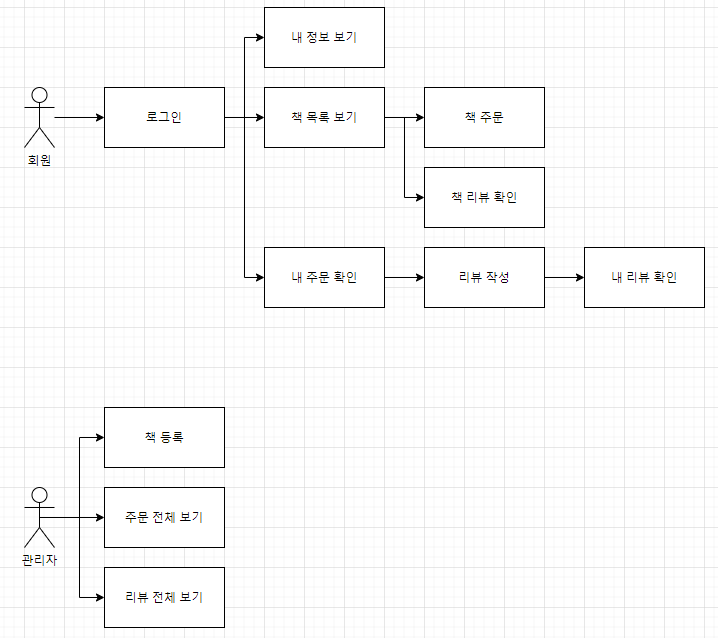 내 정보 보기
회원
로그인
책 목록 보기
책 주문
책 리뷰 확인
내 주문 확인
리뷰 작성
내 리뷰 확인
책 등록
관리자
주문 전체 보기
리뷰 전체 보기